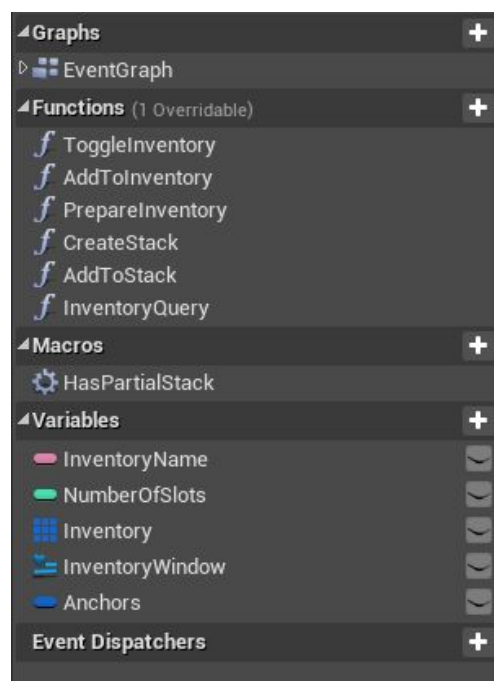 Graphs
EventGraph
Functions (1 Overridable)
ToggleInventory
AddToInventory
PrepareInventory
CreateStack
AddToStack
InventoryQuery
Macros
HasPartialStack
Variables
InventoryName
NumberOfSlots
Inventory
InventoryWindow
Anchors
Event Dispatchers